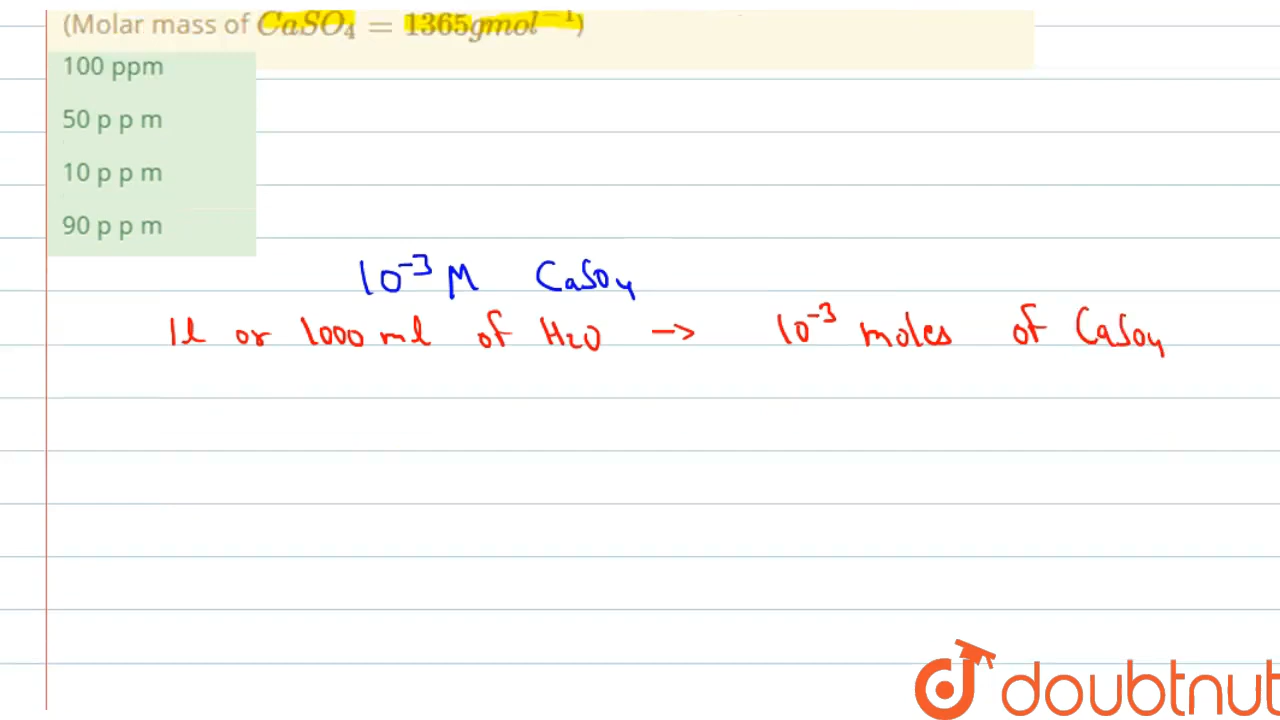 (Molar mass of CaSO₄ = 1365gmol⁻¹)
100 ppm
50 p p m
10 p p m
90 p p m
10⁻³ M CaSO₄
1l or 1000 ml of H₂O → 10⁻³ moles of CaSO₄
doubtnut